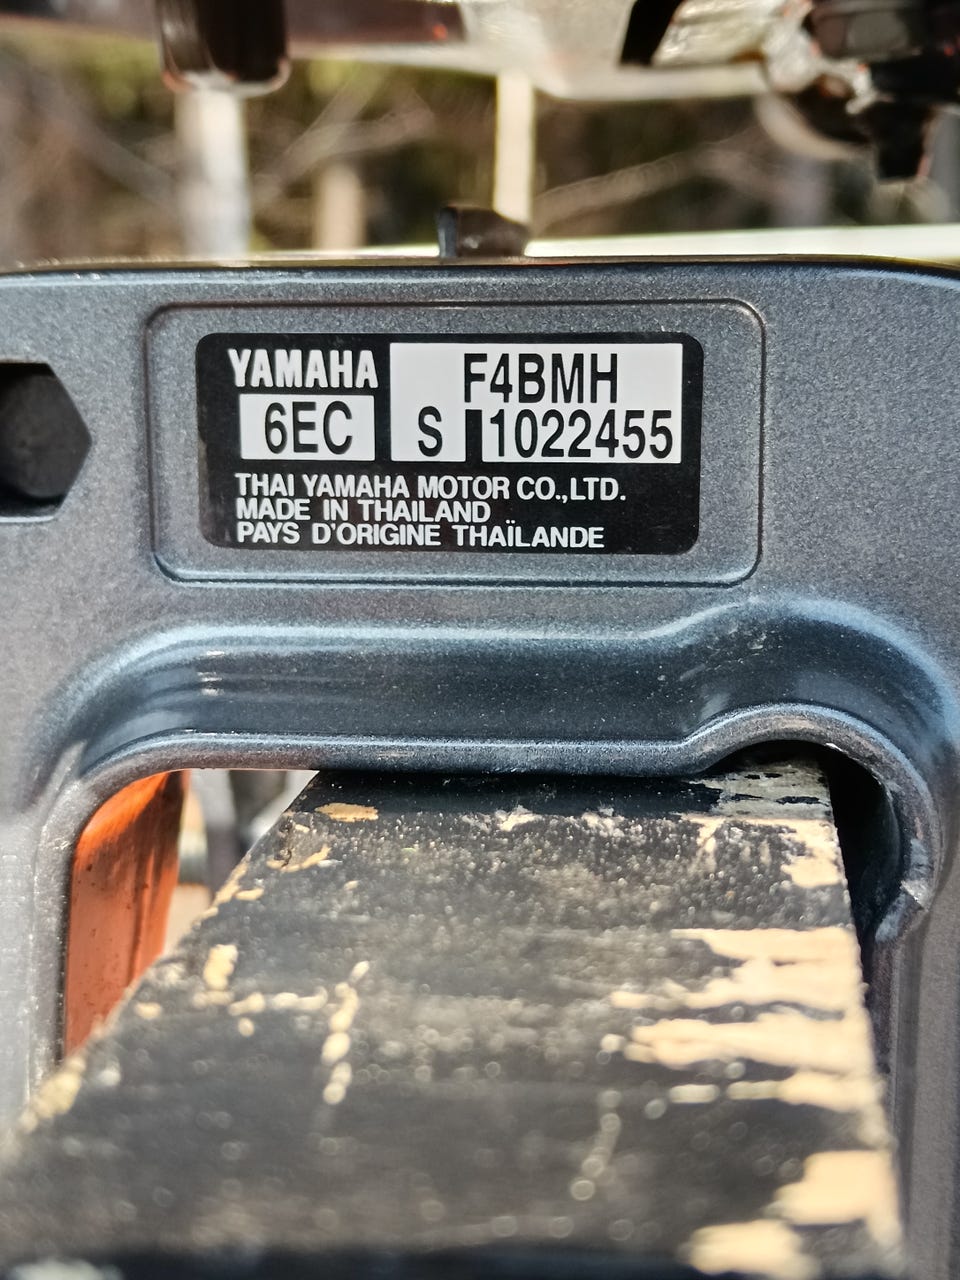 YAMAHA F4BMH
6EC S 1022455
THAI YAMAHA MOTOR CO.,LTD.
MADE IN THAILAND
PAYS D'ORIGINE THAÏLANDE